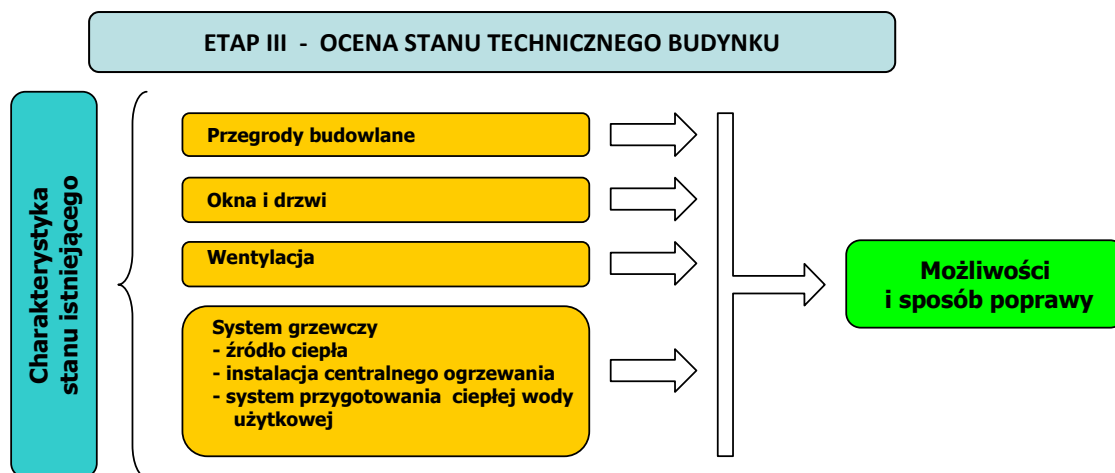 ETAP III - OCENA STANU TECHNICZNEGO BUDYNKU
Charakterystyka
stanu istniejącego
Przegrody budowlane
Okna i drzwi
Wentylacja
System grzewczy
- źródło ciepła
- instalacja centralnego ogrzewania
- system przygotowania ciepłej wody
użytkowej
Możliwości
i sposób poprawy